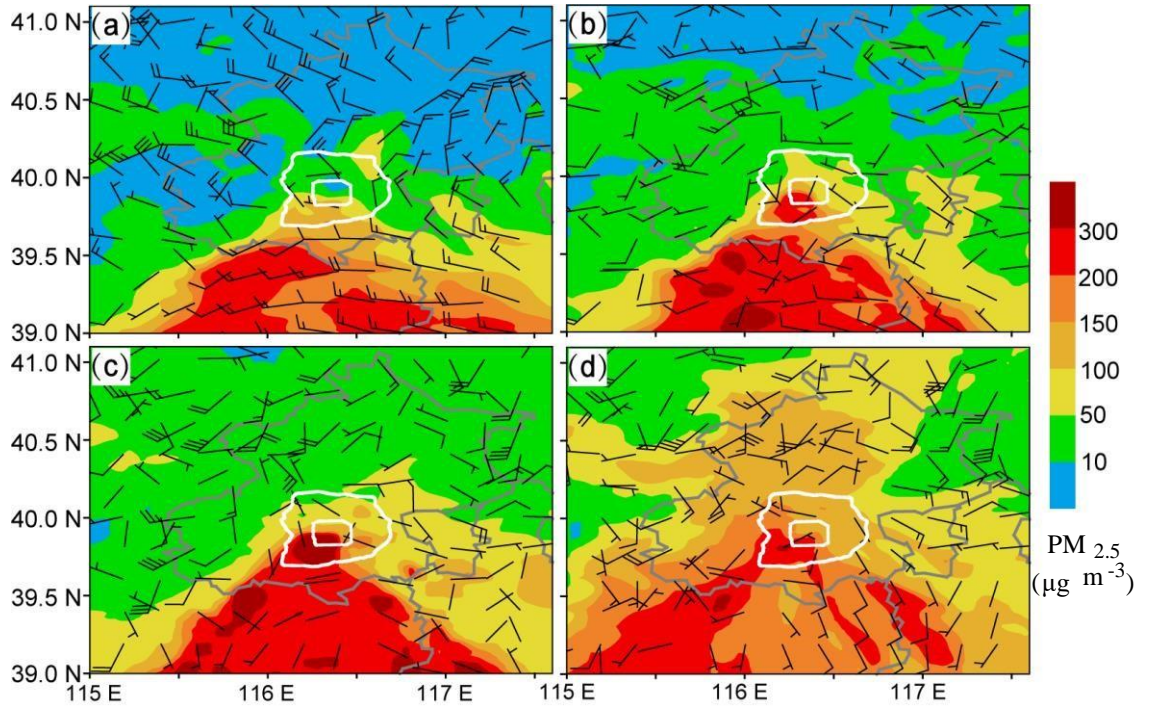 (a)
(b)
41.0 N
40.5 N
40.0 N
39.5 N
39.0 N
(c)
(d)
41.0 N
40.5 N
40.0 N
39.5 N
39.0 N
115 E
116 E
117 E
115 E
116 E
117 E
300
200
150
100
50
10
PM 2.5
(μg m-3)